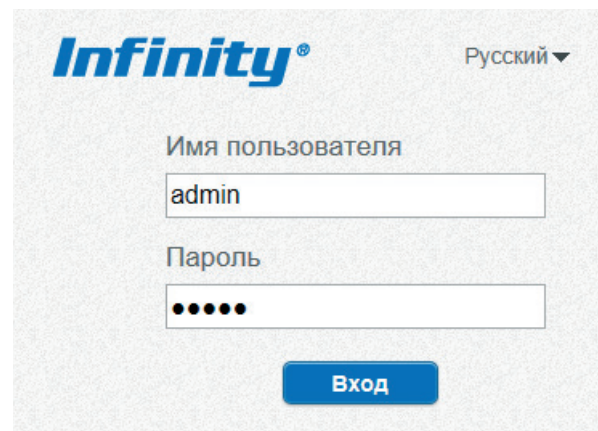 Infinity®
Русский
Имя пользователя
admin
Пароль
•••••
Вход